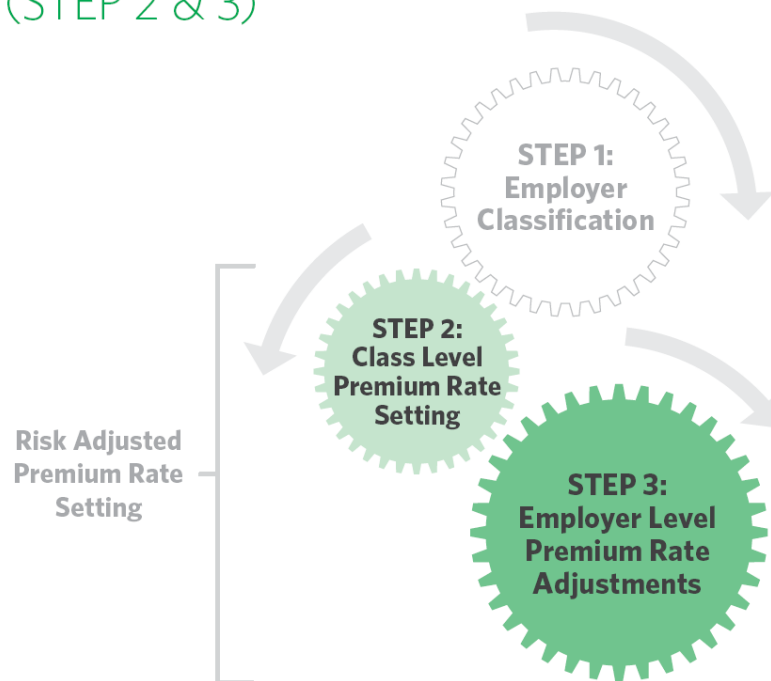 (STEP 2 & 3)
STEP 1:
Employer
Classification
STEP 2:
Class Level
Premium Rate
Setting
Risk Adjusted
Premium Rate
Setting
STEP 3:
Employer Level
Premium Rate
Adjustments